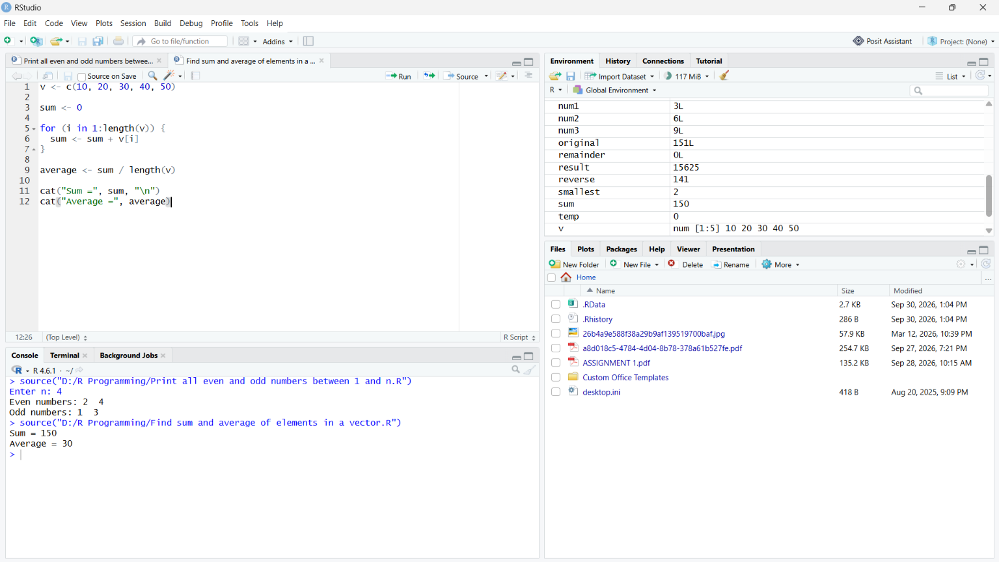 RStudio
File Edit Code View Plots Session Build Debug Profile Tools Help
Go to file/function Addins Posit Assistant Project: (None)
Print all even and odd numbers betwee... Find sum and average of elements in a ...
Source on Save Run Source
1 v <- c(10, 20, 30, 40, 50)
2
3 sum <- 0
4
5 for (i in 1:length(v)) {
6 sum <- sum + v[i]
7 }
8
9 average <- sum / length(v)
10
11 cat("Sum =", sum, "\n")
12 cat("Average =", average)
12:26 (Top Level) R Script
Console Terminal Background Jobs
R 4.6.1 · ~/
> source("D:/R Programming/Print all even and odd numbers between 1 and n.R")
Enter n: 4
Even numbers: 2 4
Odd numbers: 1 3
> source("D:/R Programming/Find sum and average of elements in a vector.R")
Sum = 150
Average = 30
>
Environment History Connections Tutorial
Import Dataset 117 MiB List
R Global Environment
num1 3L
num2 6L
num3 9L
original 151L
remainder 0L
result 15625
reverse 141
smallest 2
sum 150
temp 0
v num [1:5] 10 20 30 40 50
Files Plots Packages Help Viewer Presentation
New Folder New File Delete Rename More
Home ...
Name Size Modified
.RData 2.7 KB Sep 30, 2026, 1:04 PM
.Rhistory 286 B Sep 30, 2026, 1:04 PM
26b4a9e588f38a29b9af139519700baf.jpg 57.9 KB Mar 12, 2026, 10:39 PM
a8d018c5-4784-4d04-8b78-378a61b527fe.pdf 254.7 KB Sep 27, 2026, 7:21 PM
ASSIGNMENT 1.pdf 135.2 KB Sep 28, 2026, 10:15 AM
Custom Office Templates
desktop.ini 418 B Aug 20, 2025, 9:09 PM